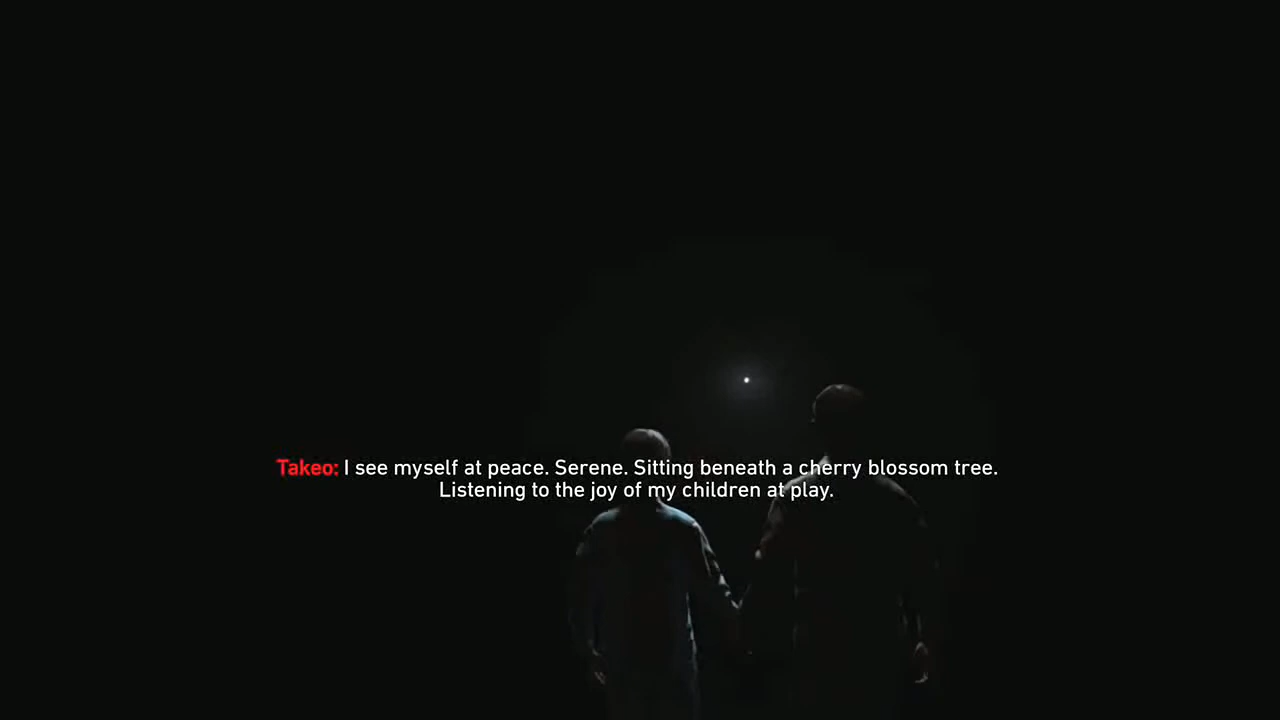 Takeo: I see myself at peace. Serene. Sitting beneath a cherry blossom tree.
Listening to the joy of my children at play.